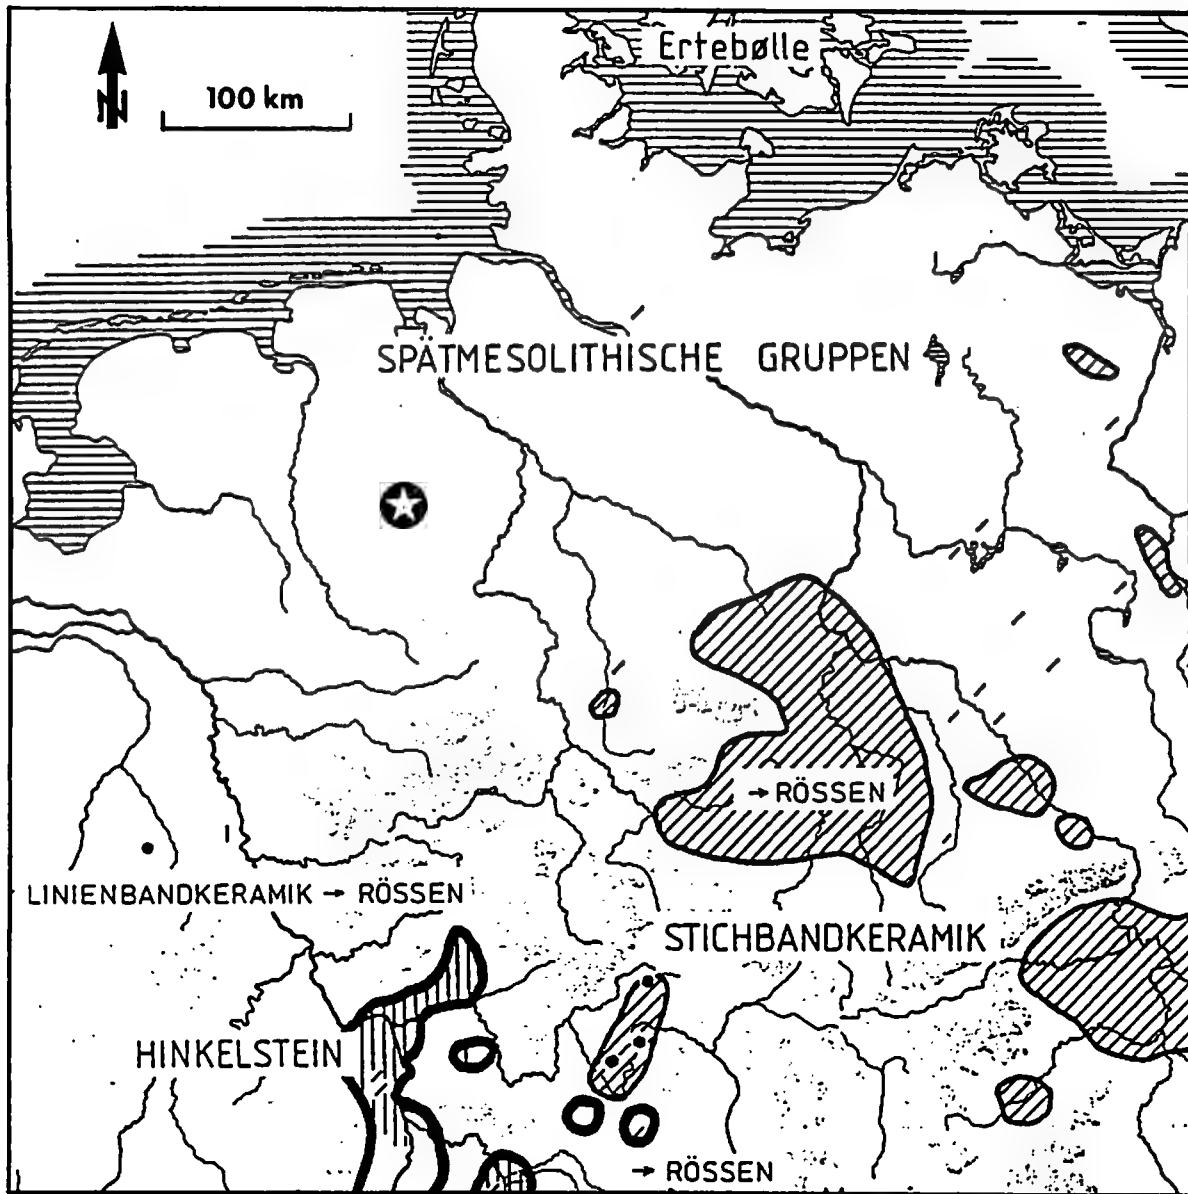 Ertebølle
N
100 km
SPÄTMESOLITHISCHE GRUPPEN
→ RÖSSEN
LINIENBANDKERAMIK → RÖSSEN
STICHBANDKERAMIK
HINKELSTEIN
→ RÖSSEN